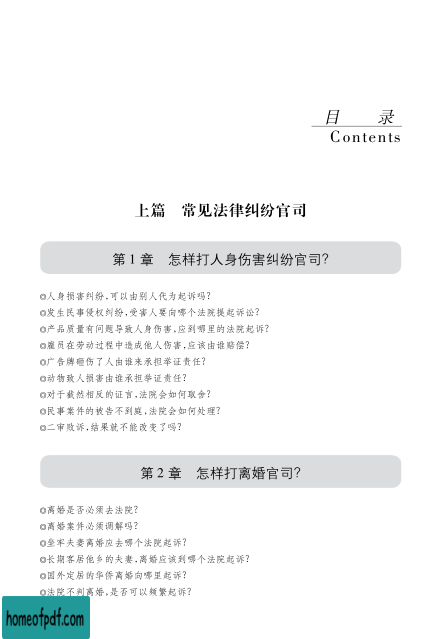 目 录
Contents
上篇 常见法律纠纷官司
第1章 怎样打人身伤害纠纷官司?
◎人身损害纠纷,可以由别人代为起诉吗?
◎发生民事侵权纠纷,受害人要向哪个法院提起诉讼?
◎产品质量有问题导致人身伤害,应到哪里的法院起诉?
◎雇员在劳动过程中造成他人伤害,应该由谁赔偿?
◎广告牌砸伤了人由谁来承担举证责任?
◎动物致人损害由谁承担举证责任?
◎对于截然相反的证言,法院会如何取舍?
◎民事案件的被告不到庭,法院会如何处理?
◎二审败诉,结果就不能改变了吗?
第2章 怎样打离婚官司?
◎离婚是否必须去法院?
◎离婚案件必须调解吗?
◎坐牢夫妻离婚应去哪个法院起诉?
◎长期客居他乡的夫妻,离婚应该到哪个法院起诉?
◎国外定居的华侨离婚向哪里起诉?
◎法院不判离婚,是否可以频繁起诉?
homeofpdf.com